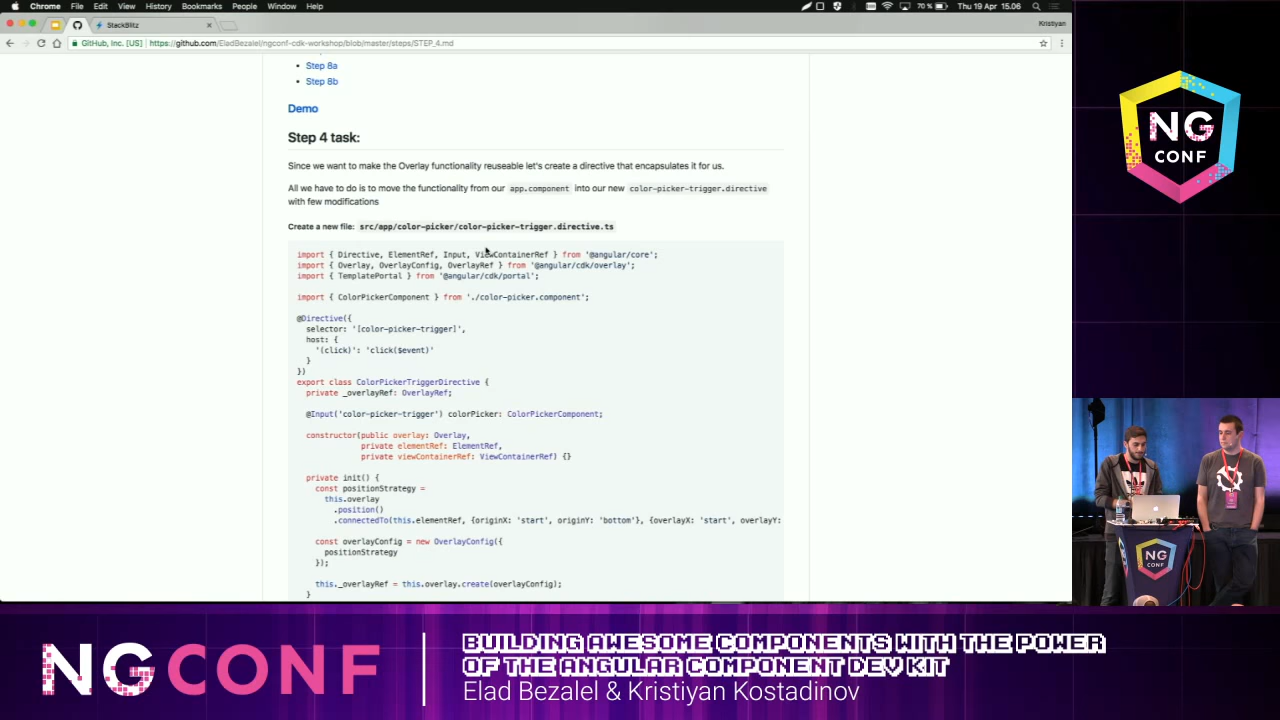 Chrome File Edit View History Bookmarks People Window Help
70 % Thu 19 Apr 15.06
StackBlitz
Kristiyan
GitHub, Inc. [US] https://github.com/EladBezalel/ngconf-cdk-workshop/blob/master/steps/STEP_4.md
Step 8a
Step 8b
Demo
Step 4 task:
Since we want to make the Overlay functionality reuseable let's create a directive that encapsulates it for us.
All we have to do is to move the functionality from our app.component into our new color-picker-trigger.directive
with few modifications
Create a new file: src/app/color-picker/color-picker-trigger.directive.ts
import { Directive, ElementRef, Input, ViewContainerRef } from '@angular/core';
import { Overlay, OverlayConfig, OverlayRef } from '@angular/cdk/overlay';
import { TemplatePortal } from '@angular/cdk/portal';
import { ColorPickerComponent } from './color-picker.component';
@Directive({
selector: '[color-picker-trigger]',
host: {
'(click)': 'click($event)'
}
})
export class ColorPickerTriggerDirective {
private _overlayRef: OverlayRef;
@Input('color-picker-trigger') colorPicker: ColorPickerComponent;
constructor(public overlay: Overlay,
private elementRef: ElementRef,
private viewContainerRef: ViewContainerRef) {}
private init() {
const positionStrategy =
this.overlay
.position()
.connectedTo(this.elementRef, {originX: 'start', originY: 'bottom'}, {overlayX: 'start', overlayY:
const overlayConfig = new OverlayConfig({
positionStrategy
});
this._overlayRef = this.overlay.create(overlayConfig);
}
NG
CONF
NG
CONF
NGCONF
BUILDING AWESOME COMPONENTS WITH THE POWER
OF THE ANGULAR COMPONENT DEV KIT
Elad Bezalel & Kristiyan Kostadinov